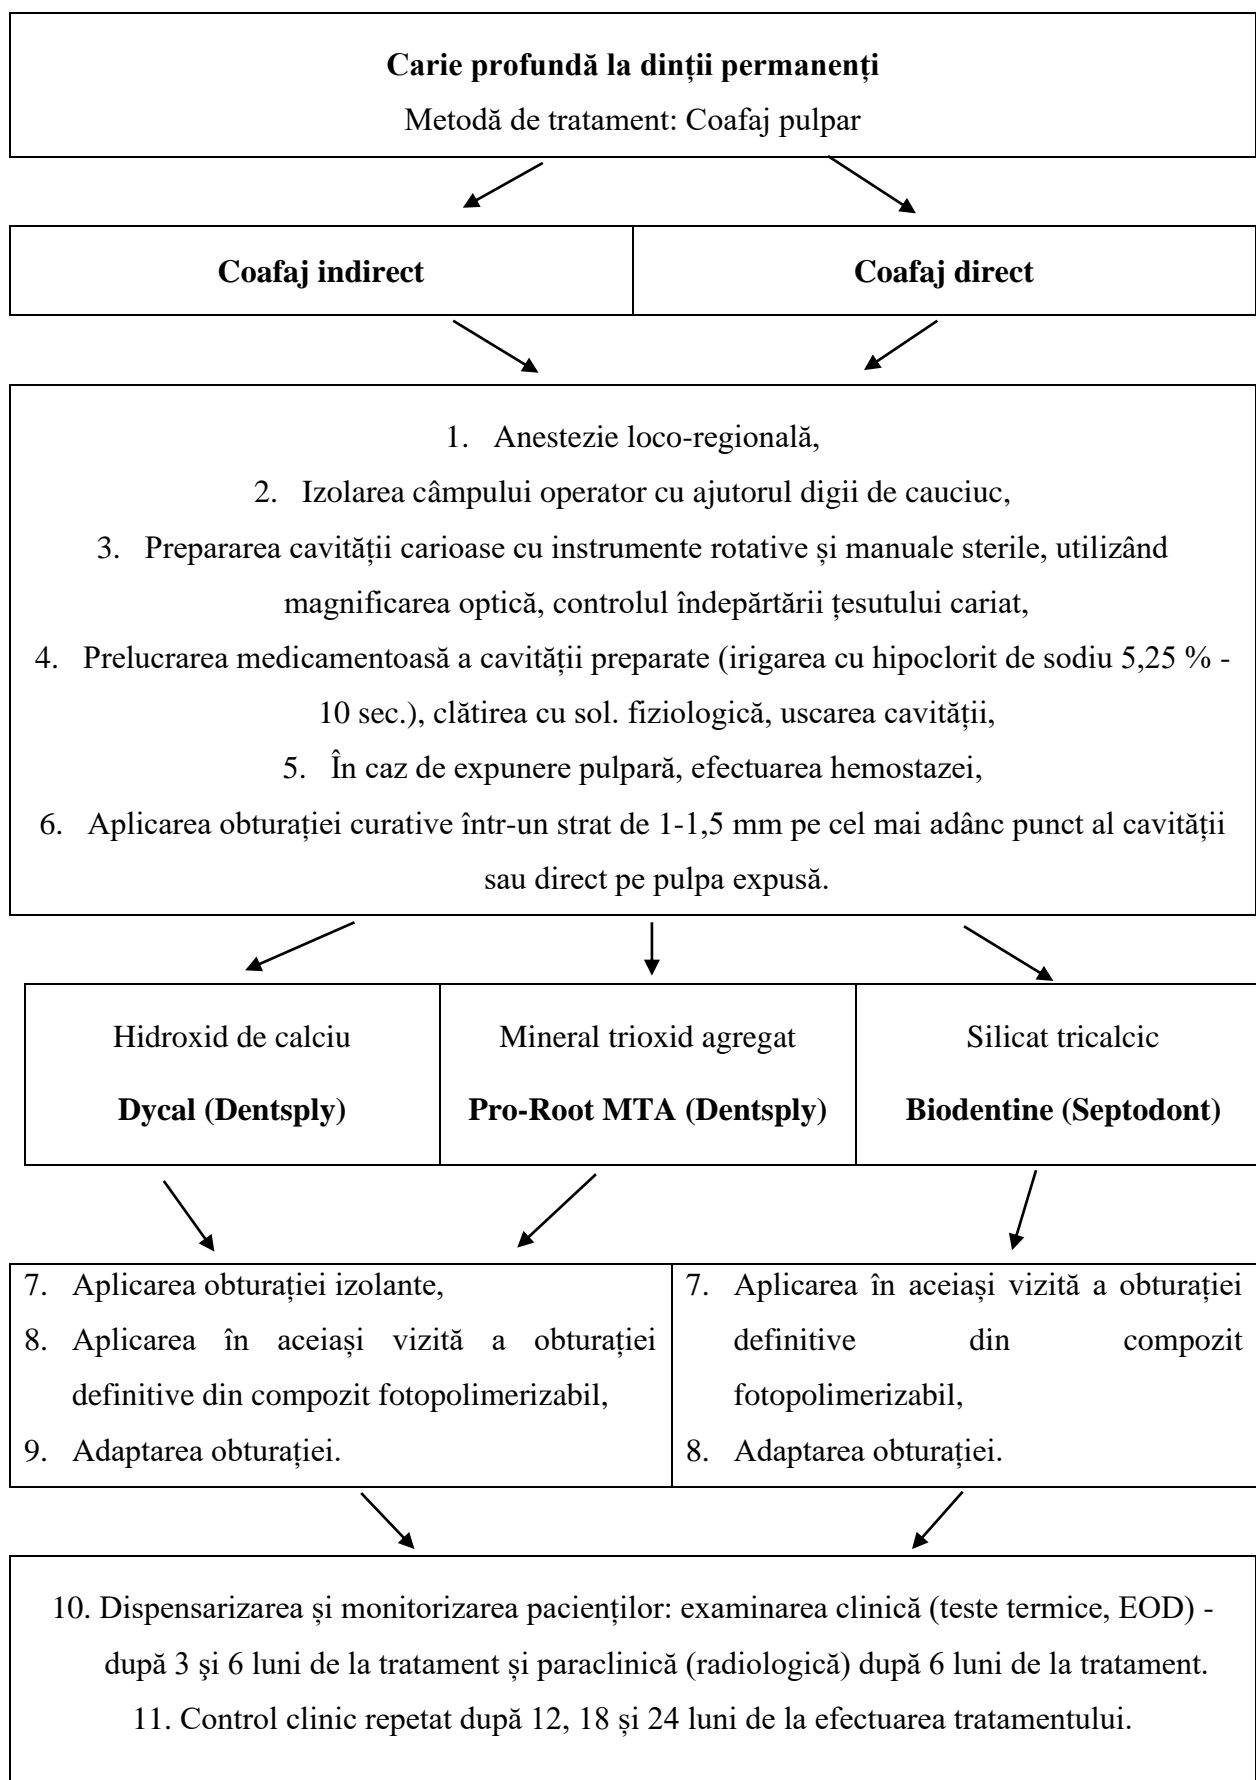 Carie profundă la dinții permanenți
Metodă de tratament: Coafaj pulpar
Coafaj indirect
Coafaj direct
1. Anestezie loco-regională,
2. Izolarea câmpului operator cu ajutorul digii de cauciuc,
3. Prepararea cavității carioase cu instrumente rotative și manuale sterile, utilizând
magnificarea optică, controlul îndepărtării țesutului cariat,
4. Prelucrarea medicamentoasă a cavității preparate (irigarea cu hipoclorit de sodiu 5,25 % -
10 sec.), clătirea cu sol. fiziologică, uscarea cavității,
5. În caz de expunere pulpară, efectuarea hemostazei,
6. Aplicarea obturației curative într-un strat de 1-1,5 mm pe cel mai adânc punct al cavității
sau direct pe pulpa expusă.
Hidroxid de calciu
Dycal (Dentsply)
Mineral trioxid agregat
Pro-Root MTA (Dentsply)
Silicat tricalcic
Biodentine (Septodont)
7. Aplicarea obturației izolante,
8. Aplicarea în aceiași vizită a obturației
definitive din compozit fotopolimerizabil,
9. Adaptarea obturației.
7. Aplicarea în aceiași vizită a obturației
definitive din compozit
fotopolimerizabil,
8. Adaptarea obturației.
10. Dispensarizarea și monitorizarea pacienților: examinarea clinică (teste termice, EOD) -
după 3 şi 6 luni de la tratament și paraclinică (radiologică) după 6 luni de la tratament.
11. Control clinic repetat după 12, 18 și 24 luni de la efectuarea tratamentului.